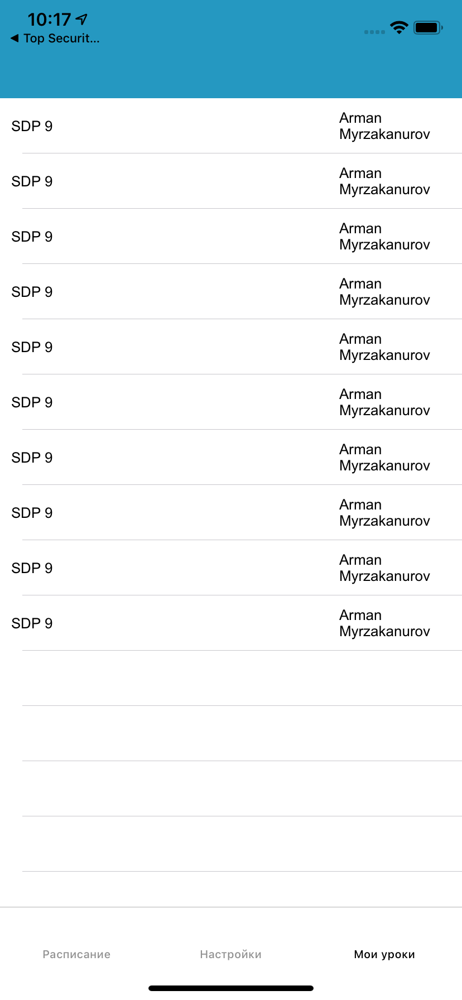 10:17
◀ Top Securit...
SDP 9
Arman
Myrzakanurov
SDP 9
Arman
Myrzakanurov
SDP 9
Arman
Myrzakanurov
SDP 9
Arman
Myrzakanurov
SDP 9
Arman
Myrzakanurov
SDP 9
Arman
Myrzakanurov
SDP 9
Arman
Myrzakanurov
SDP 9
Arman
Myrzakanurov
SDP 9
Arman
Myrzakanurov
SDP 9
Arman
Myrzakanurov
Расписание
Настройки
Мои уроки